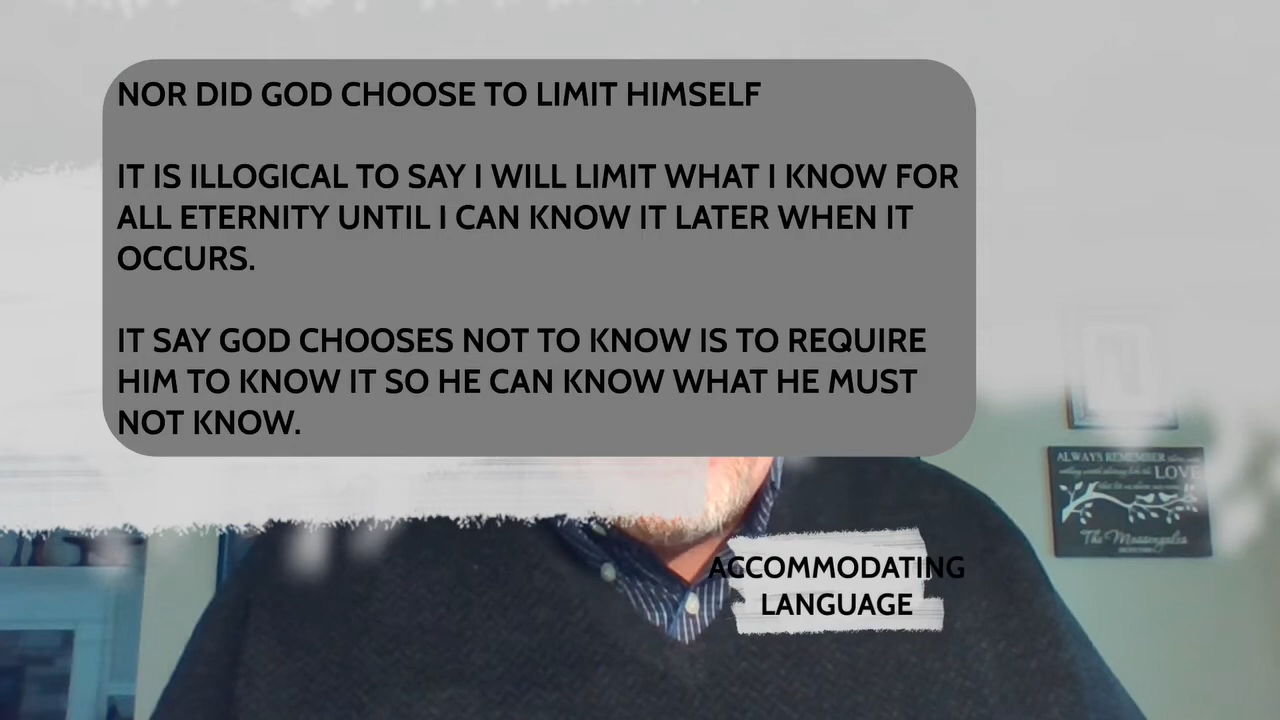 NOR DID GOD CHOOSE TO LIMIT HIMSELF
IT IS ILLOGICAL TO SAY I WILL LIMIT WHAT I KNOW FOR
ALL ETERNITY UNTIL I CAN KNOW IT LATER WHEN IT
OCCURS.
IT SAY GOD CHOOSES NOT TO KNOW IS TO REQUIRE
HIM TO KNOW IT SO HE CAN KNOW WHAT HE MUST
NOT KNOW.
ALWAYS REMEMBER
LOVE
The Massengales
ACCOMMODATING
LANGUAGE